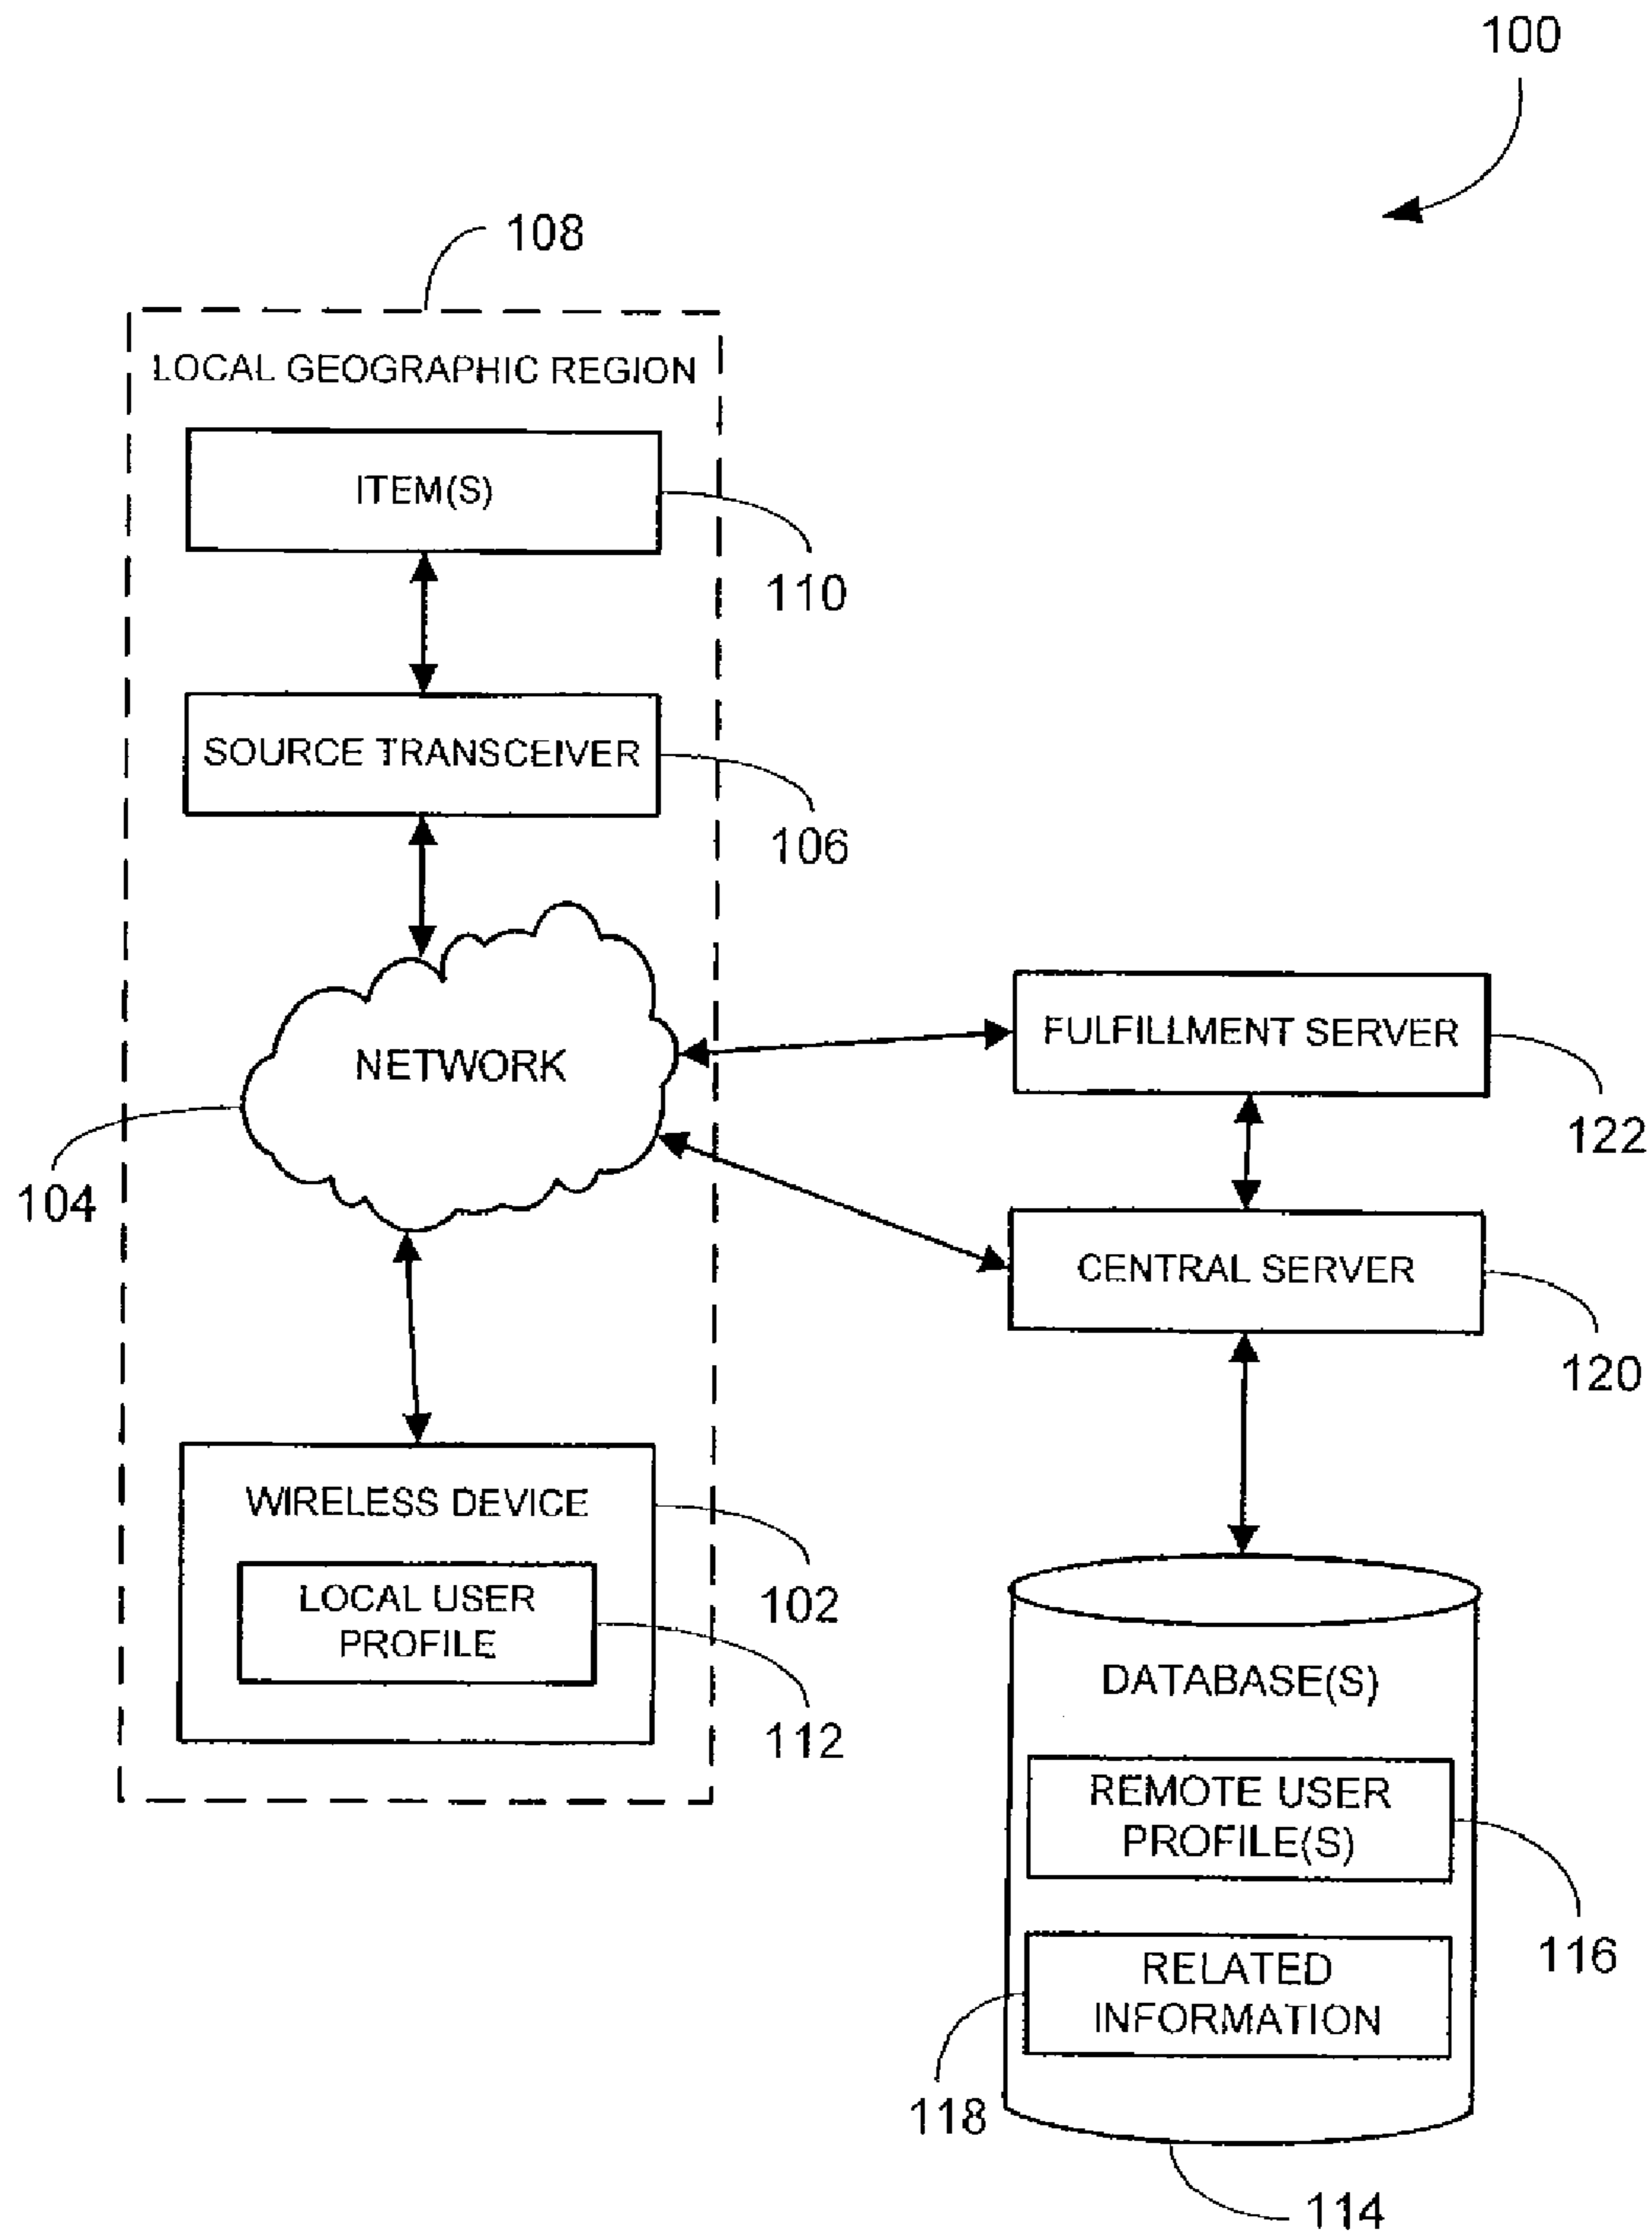 100
108
LOCAL GEOGRAPHIC REGION
ITEM(S)
110
SOURCE TRANSCEIVER
106
NETWORK
104
FULFILLMENT SERVER
122
CENTRAL SERVER
120
WIRELESS DEVICE
102
LOCAL USER
PROFILE
112
DATABASE(S)
REMOTE USER
PROFILE(S)
116
RELATED
INFORMATION
118
114